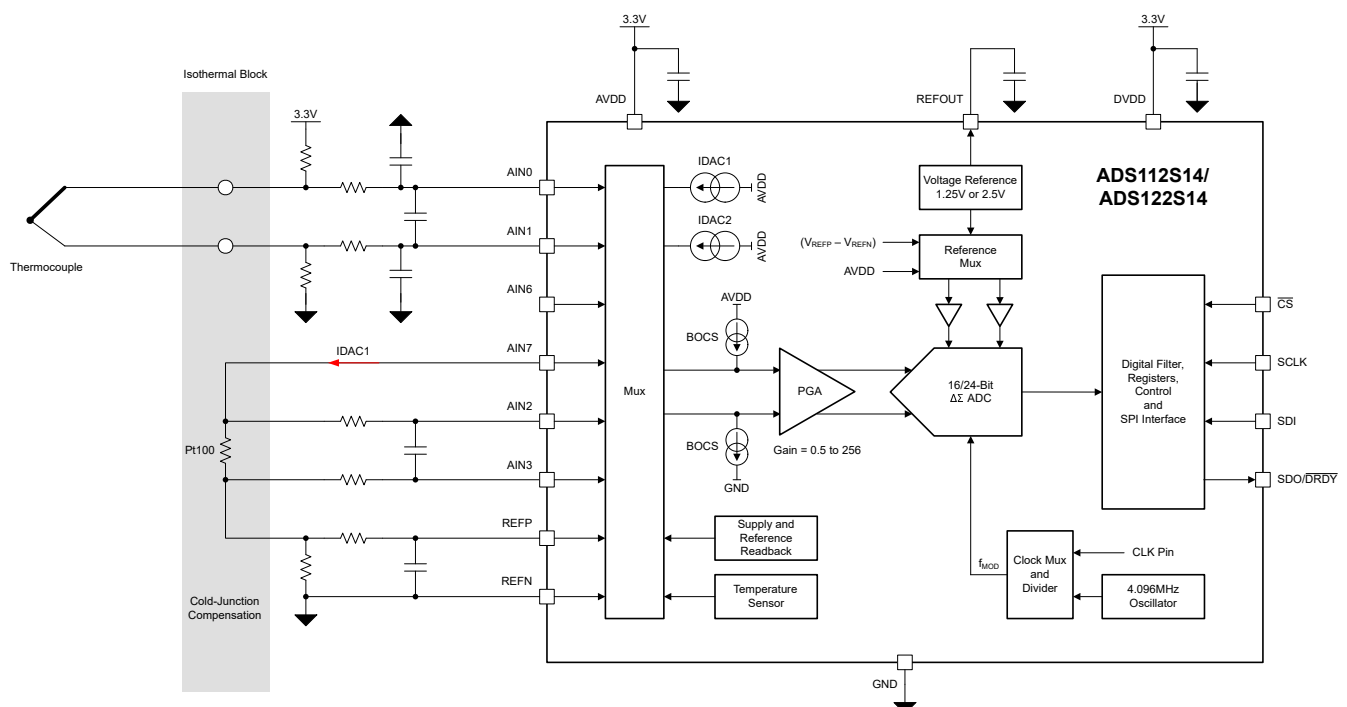 3.3V
3.3V
Isothermal Block
AVDD
REFOUT
DVDD
3.3V
ADS112S14/
ADS122S14
AIN0
IDAC1
AVDD
Voltage Reference
1.25V or 2.5V
AIN1
IDAC2
AVDD
(VREFP – VREFN)
Reference
Mux
AVDD
Thermocouple
AIN6
AVDD
CS
BOCS
IDAC1
AIN7
SCLK
Mux
PGA
16/24-Bit
ΔΣ ADC
Digital Filter,
Registers,
Control
and
SPI Interface
AIN2
SDI
Pt100
BOCS
Gain = 0.5 to 256
AIN3
GND
SDO/DRDY
REFP
Supply and
Reference
Readback
fMOD
Clock Mux
and
Divider
CLK Pin
REFN
Cold-Junction
Compensation
Temperature
Sensor
4.096MHz
Oscillator
GND